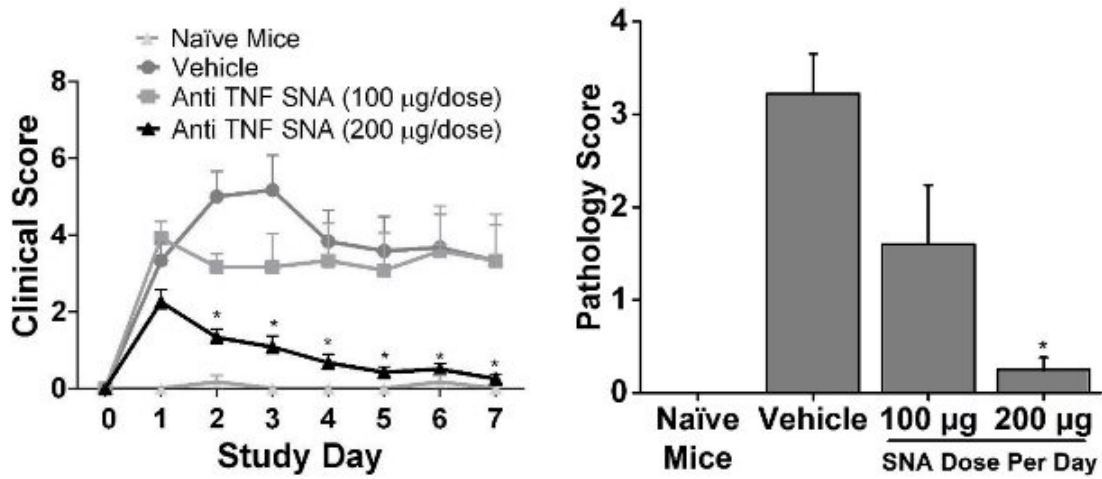 Naïve Mice
Vehicle
Anti TNF SNA (100 µg/dose)
Anti TNF SNA (200 µg/dose)
Clinical Score
8
6
4
2
0
*
*
*
*
*
*
0 1 2 3 4 5 6 7
Study Day
Pathology Score
4
3
2
1
0
*
Naïve Mice Vehicle 100 µg 200 µg
SNA Dose Per Day